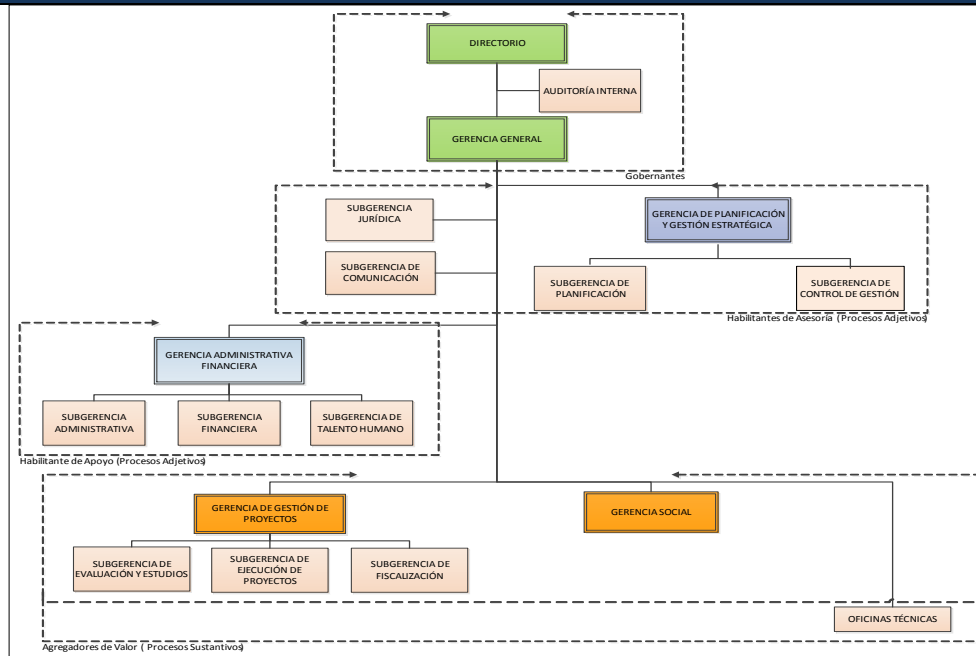 DIRECTORIO
AUDITORÍA INTERNA
GERENCIA GENERAL
Gobernantes
SUBGERENCIA
JURÍDICA
GERENCIA DE PLANIFICACIÓN
Y GESTIÓN ESTRATÉGICA
SUBGERENCIA DE
COMUNICACIÓN
SUBGERENCIA DE
PLANIFICACIÓN
SUBGERENCIA DE
CONTROL DE GESTIÓN
Habilitantes de Asesoría (Procesos Adjetivos)
GERENCIA ADMINISTRATIVA
FINANCIERA
SUBGERENCIA
ADMINISTRATIVA
SUBGERENCIA
FINANCIERA
SUBGERENCIA DE
TALENTO HUMANO
Habilitante de Apoyo (Procesos Adjetivos)
GERENCIA DE GESTIÓN DE
PROYECTOS
GERENCIA SOCIAL
SUBGERENCIA DE
EVALUACIÓN Y ESTUDIOS
SUBGERENCIA DE
EJECUCIÓN DE
PROYECTOS
SUBGERENCIA DE
FISCALIZACIÓN
OFICINAS TÉCNICAS
Agregadores de Valor ( Procesos Sustantivos)